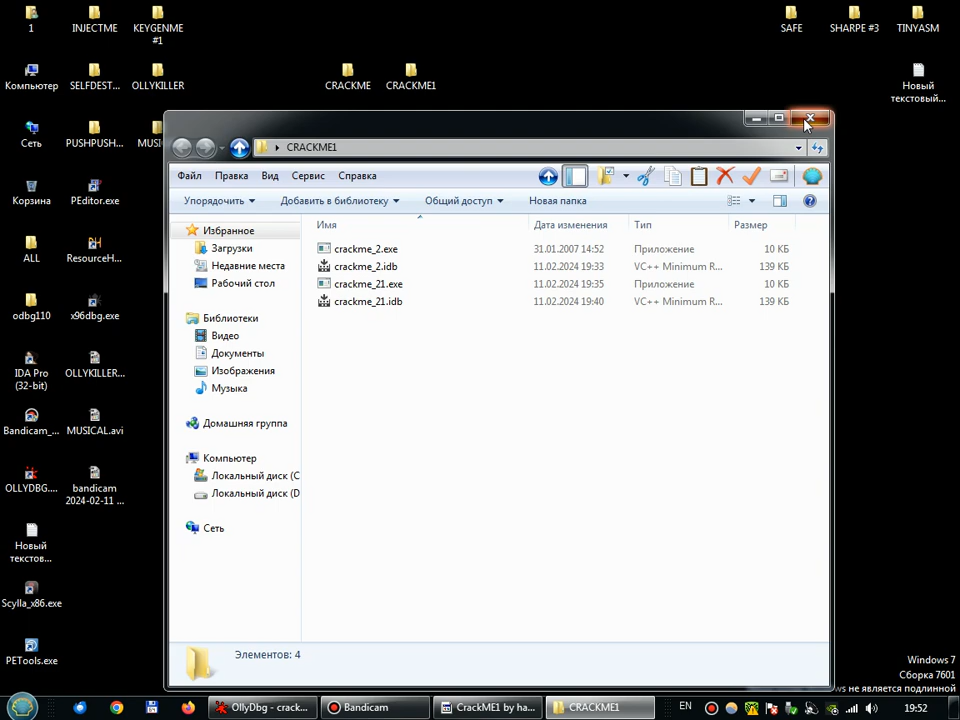 1
INJECTME
KEYGENME
#1
SAFE
SHARPE #3
TINYASM
Компьютер
SELFDEST...
OLLYKILLER
CRACKME
CRACKME1
Новый
текстовый...
Сеть
PUSHPUSH...
CRACKME1
Файл
Правка
Вид
Сервис
Справка
Корзина
PEditor.exe
Упорядочить
Добавить в библиотеку
Общий доступ
Новая папка
Имя
Дата изменения
Тип
Размер
Избранное
Загрузки
Недавние места
Рабочий стол
crackme_2.exe 31.01.2007 14:52 Приложение 10 КБ
crackme_2.idb 11.02.2024 19:33 VC++ Minimum R... 139 КБ
crackme_21.exe 11.02.2024 19:35 Приложение 10 КБ
crackme_21.idb 11.02.2024 19:40 VC++ Minimum R... 139 КБ
ALL
ResourceH...
odbg110
x96dbg.exe
Библиотеки
Видео
Документы
Изображения
Музыка
IDA Pro
(32-bit)
OLLYKILLER...
Домашняя группа
Bandicam_...
MUSICAL.avi
Компьютер
Локальный диск (C
Локальный диск (D
OLLYDBG....
bandicam
2024-02-11 ...
Сеть
Новый
текстов...
Scylla_x86.exe
PETools.exe
Элементов: 4
Windows 7
Сборка 7601
ws не является подлинной
OllyDbg - crack...
Bandicam
CrackME1 by ha...
CRACKME1
EN
19:52